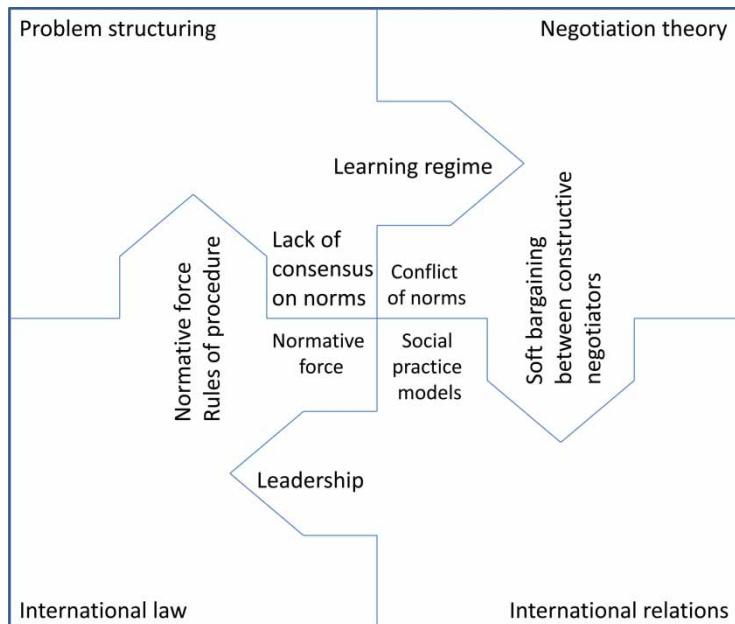 Problem structuring
Negotiation theory
Learning regime
Lack of
consensus
on norms
Conflict
of norms
Normative force
Rules of procedure
Soft bargaining
between constructive
negotiators
Normative
force
Social
practice
models
Leadership
International law
International relations